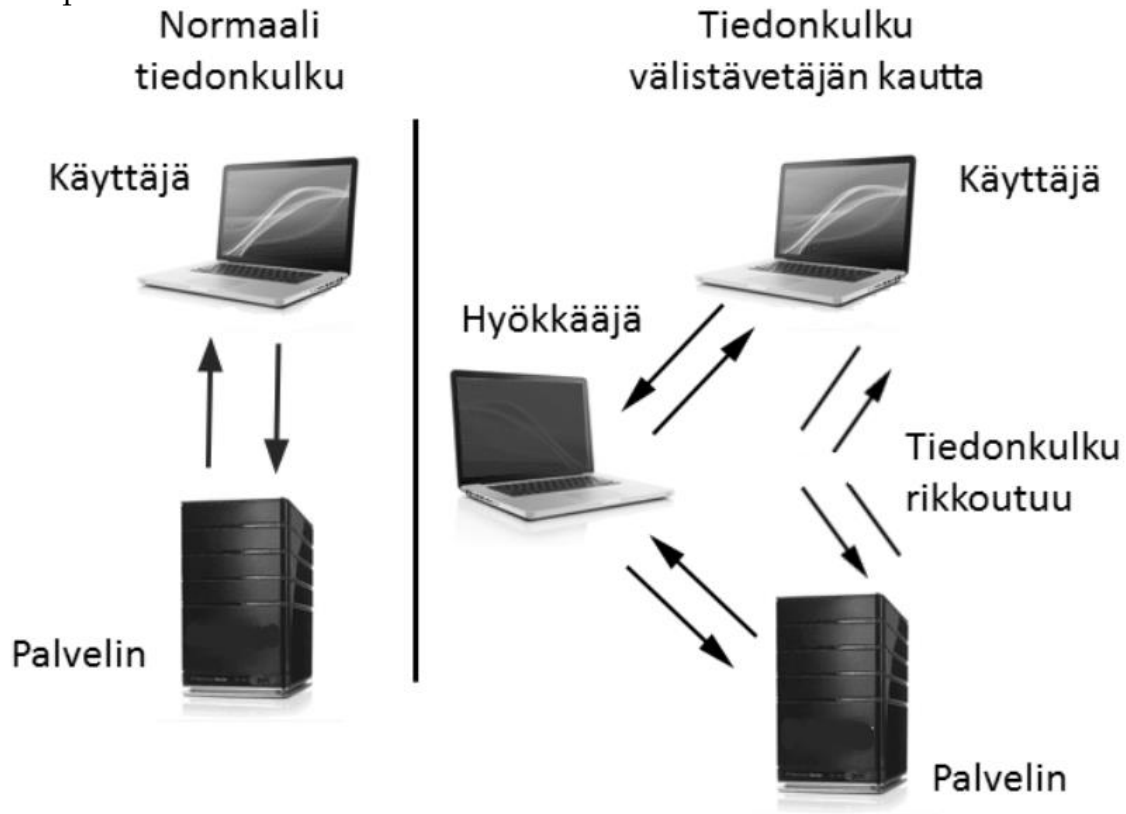 Normaali
tiedonkulku
Käyttäjä
Palvelin
Tiedonkulku
välistävetäjän kautta
Käyttäjä
Hyökkääjä
Tiedonkulku
rikkoutuu
Palvelin